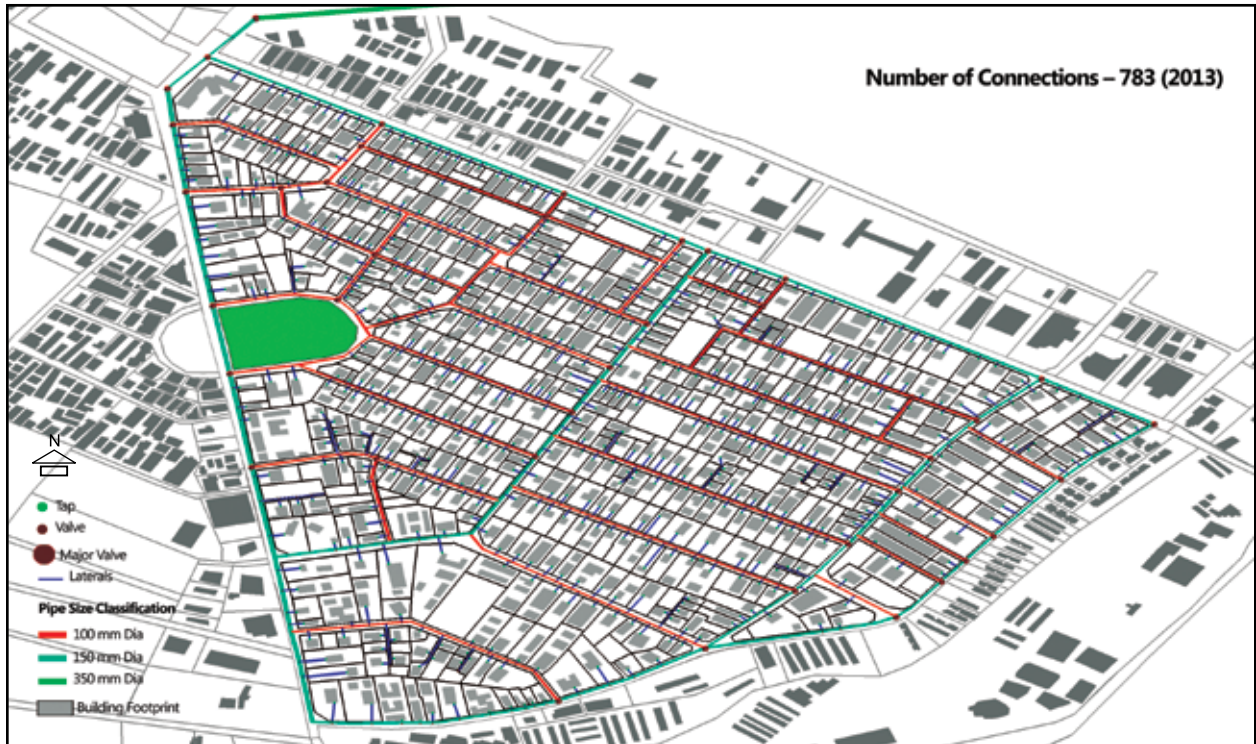 Number of Connections – 783 (2013)
N
Tap
Valve
Major Valve
Laterals
Pipe Size Classification
100 mm Dia
150 mm Dia
350 mm Dia
Building Footprint